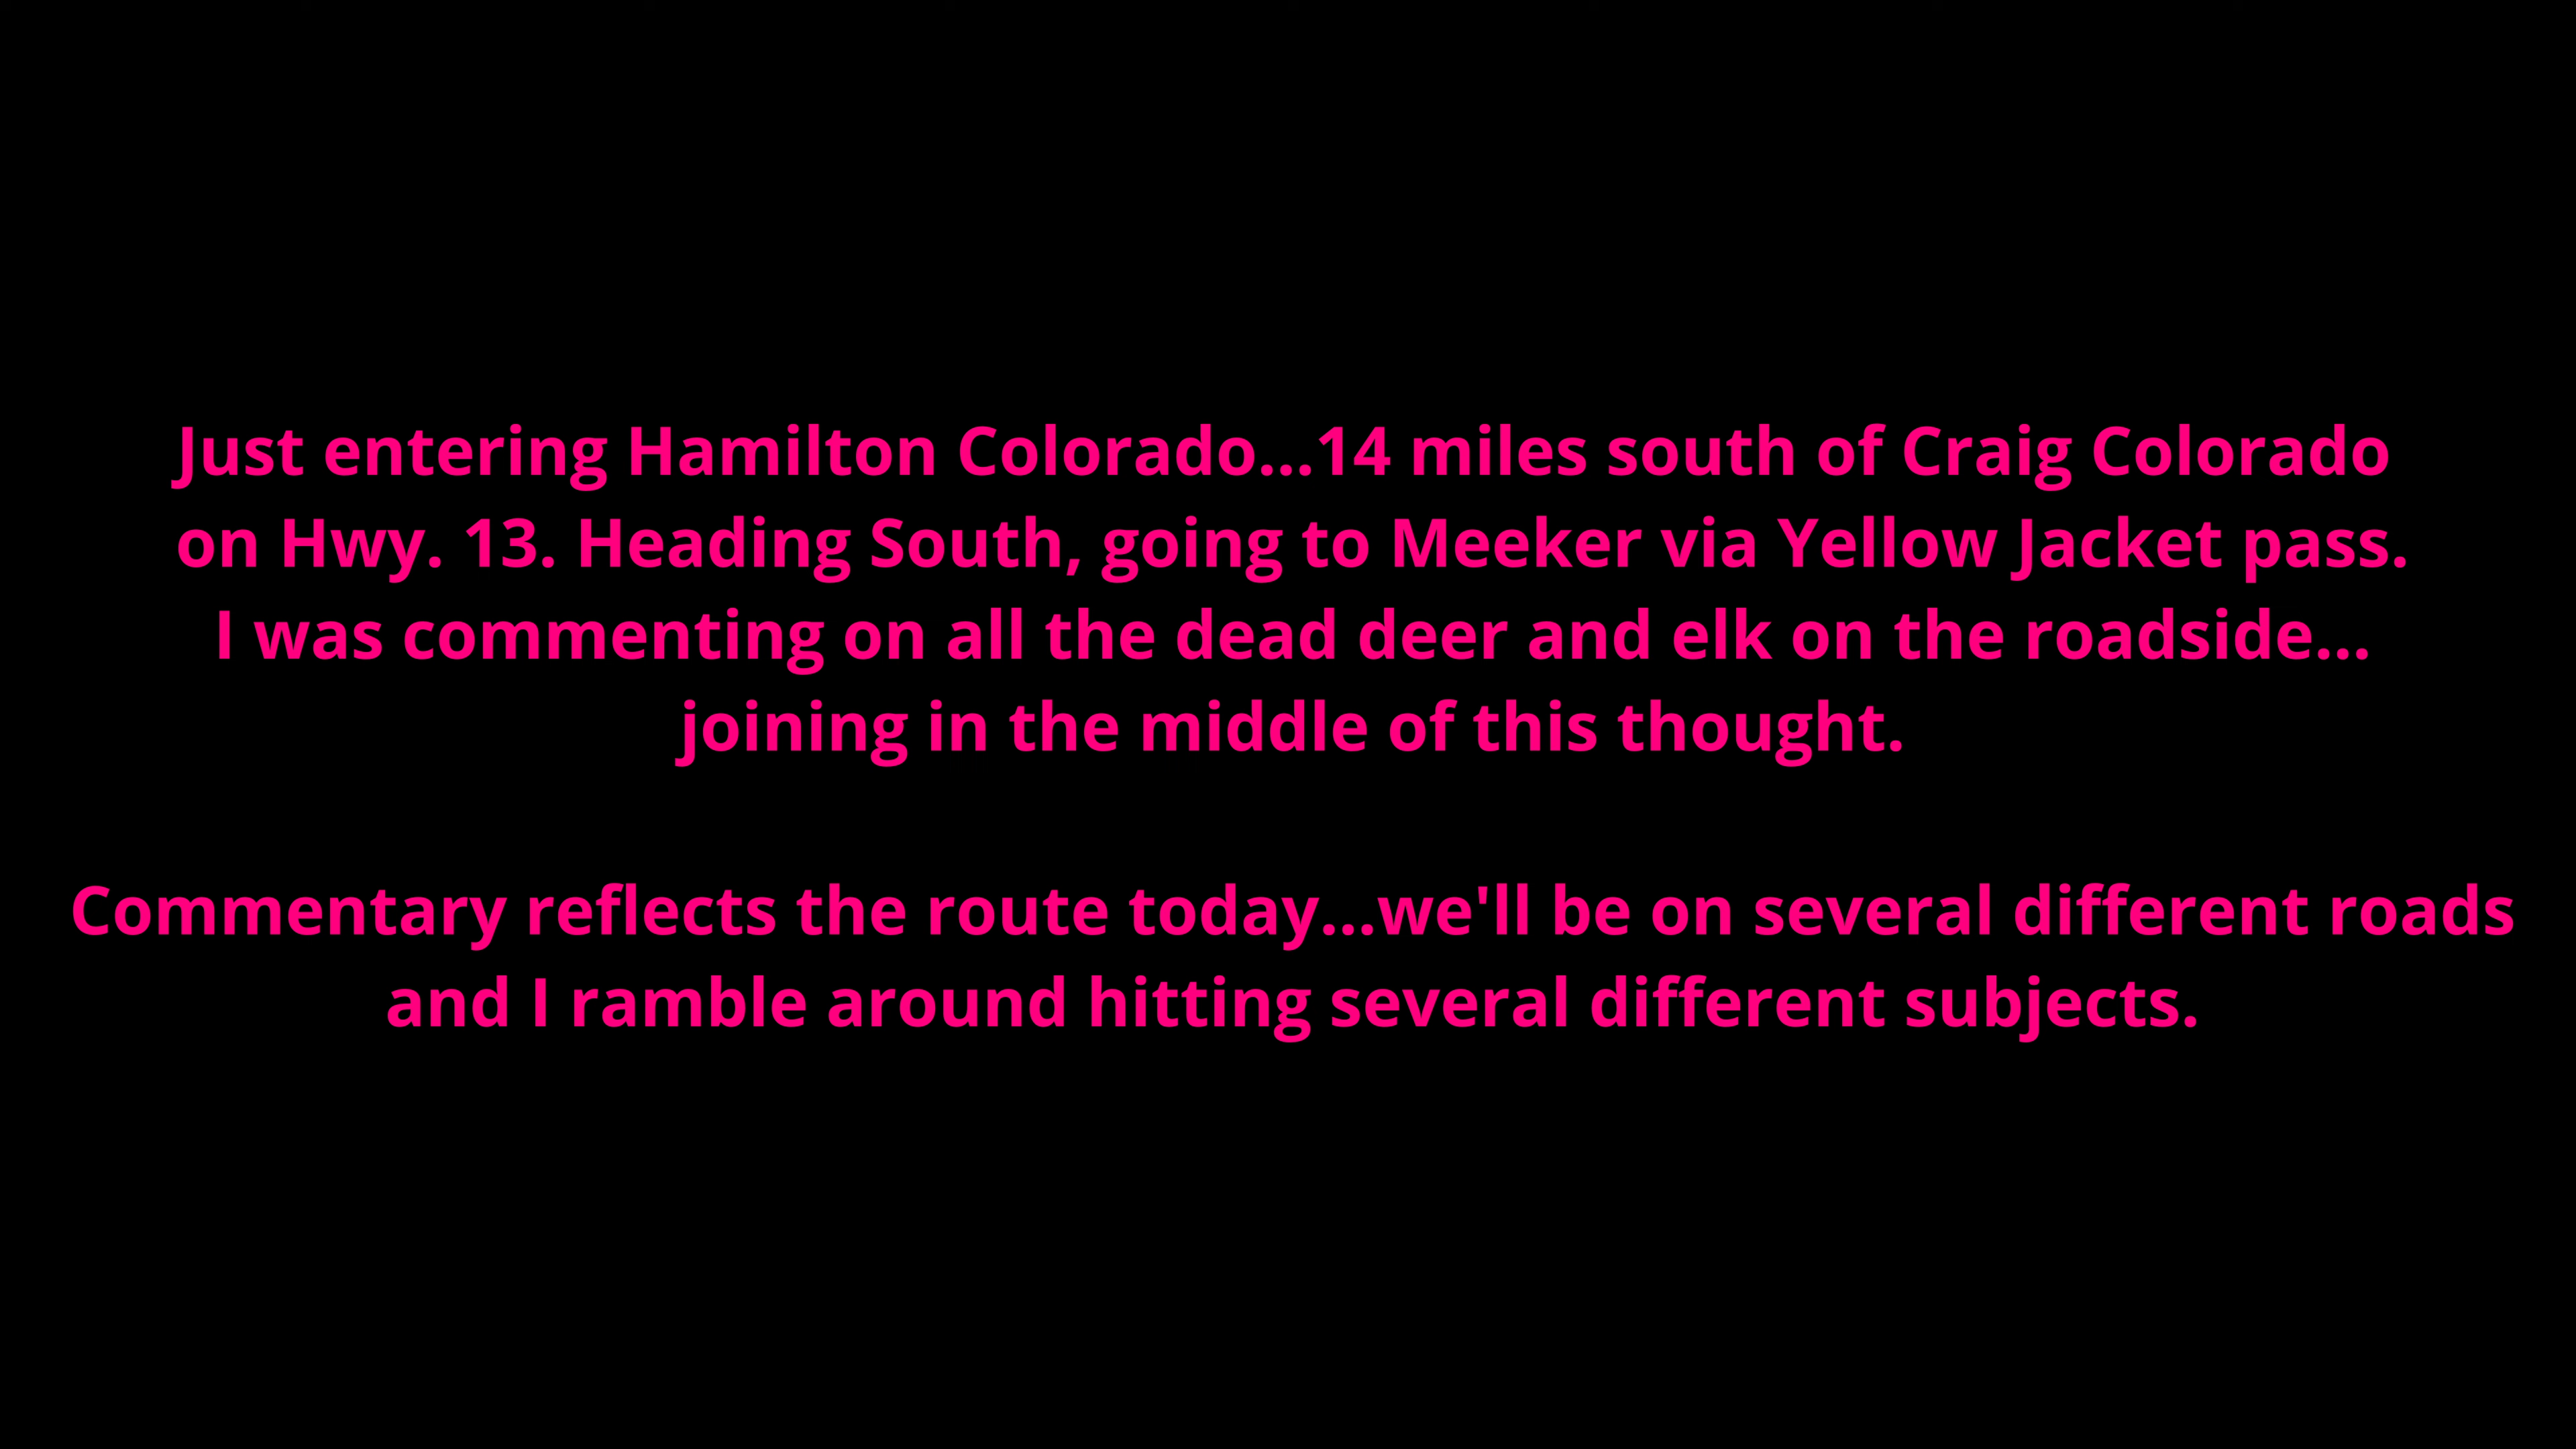 Just entering Hamilton Colorado...14 miles south of Craig Colorado
on Hwy. 13. Heading South, going to Meeker via Yellow Jacket pass.
I was commenting on all the dead deer and elk on the roadside...
joining in the middle of this thought.
Commentary reflects the route today...we'll be on several different roads
and I ramble around hitting several different subjects.